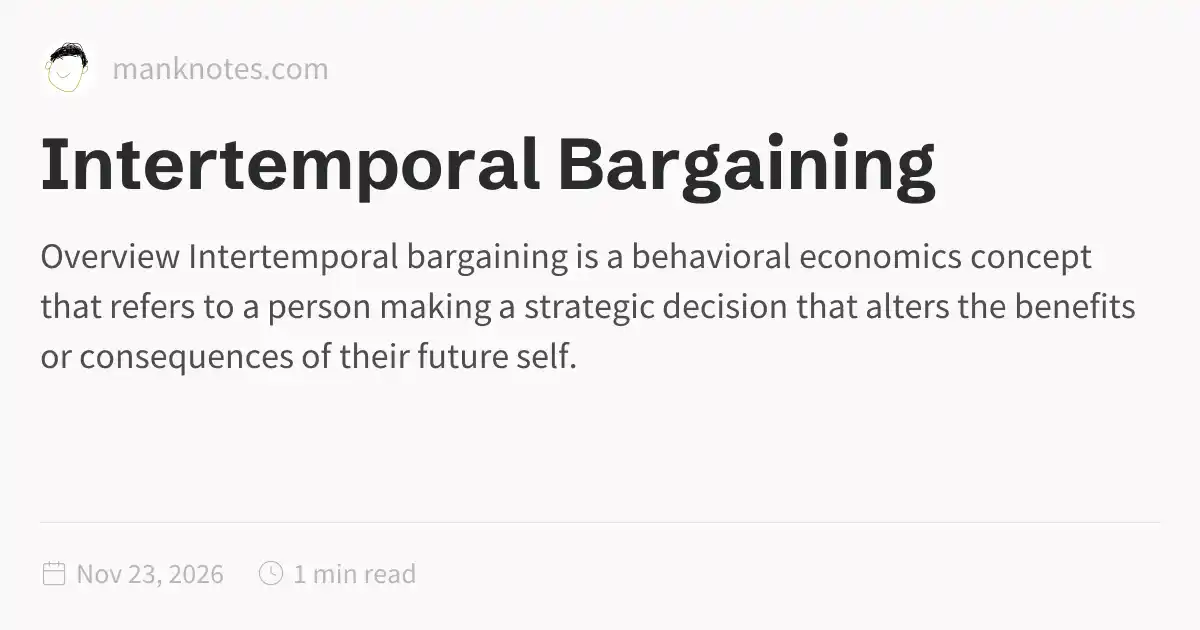 manknotes.com
Intertemporal Bargaining
Overview Intertemporal bargaining is a behavioral economics concept
that refers to a person making a strategic decision that alters the benefits
or consequences of their future self.
Nov 23, 2026 1 min read